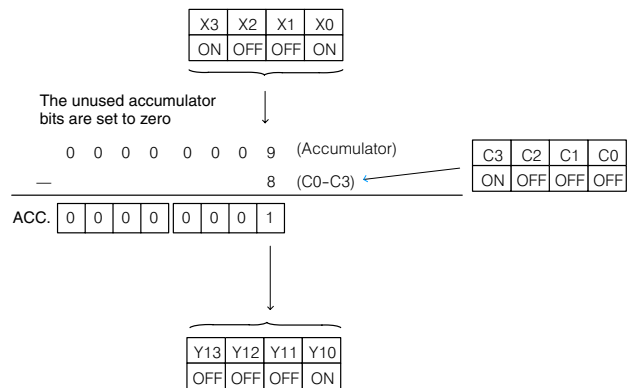 X3 X2 X1 X0
ON OFF OFF ON
The unused accumulator
bits are set to zero
0 0 0 0 0 0 0 9 (Accumulator)
— 8 (C0–C3)
C3 C2 C1 C0
ON OFF OFF OFF
ACC. 0 0 0 0 0 0 0 1
Y13 Y12 Y11 Y10
OFF OFF OFF ON